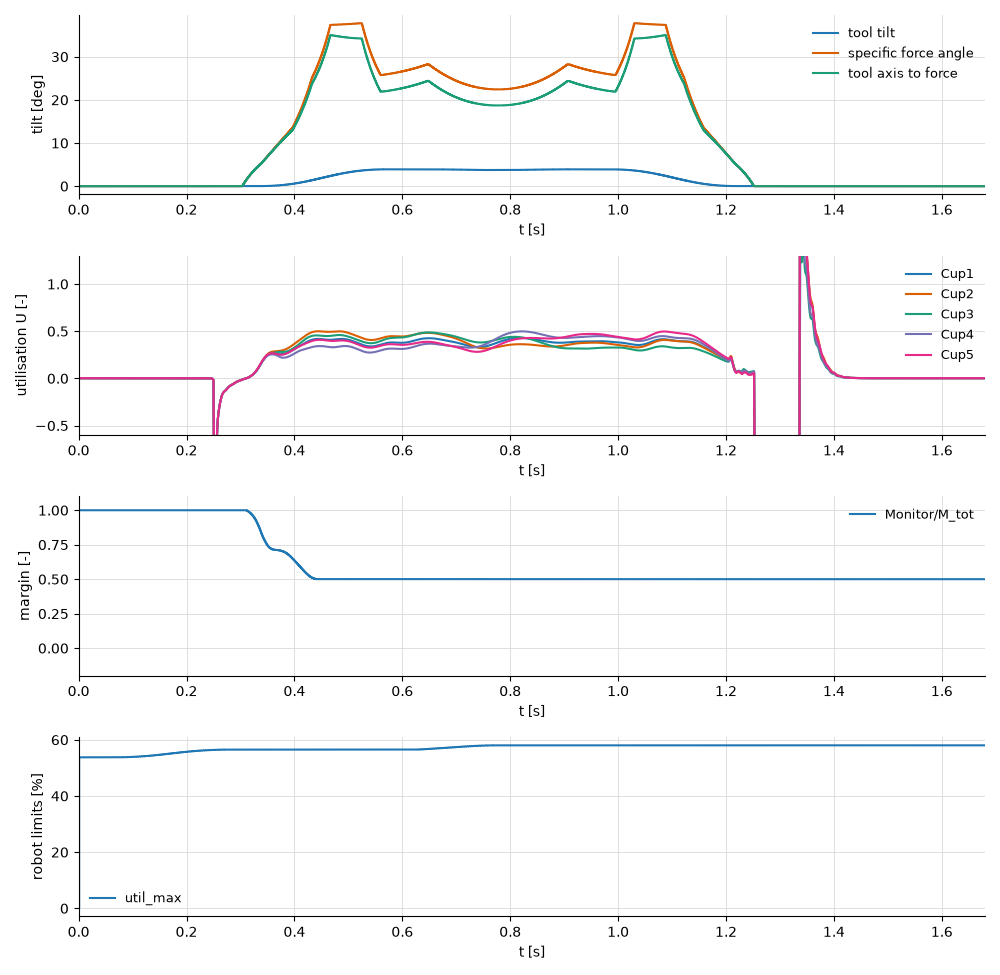 tilt [deg]
30
20
10
0
tool tilt
specific force angle
tool axis to force
0.0 0.2 0.4 0.6 0.8 1.0 1.2 1.4 1.6
t [s]
utilisation U [-]
1.0
0.5
0.0
−0.5
Cup1
Cup2
Cup3
Cup4
Cup5
0.0 0.2 0.4 0.6 0.8 1.0 1.2 1.4 1.6
t [s]
margin [-]
1.00
0.75
0.50
0.25
0.00
Monitor/M_tot
0.0 0.2 0.4 0.6 0.8 1.0 1.2 1.4 1.6
t [s]
robot limits [%]
60
40
20
0
util_max
0.0 0.2 0.4 0.6 0.8 1.0 1.2 1.4 1.6
t [s]